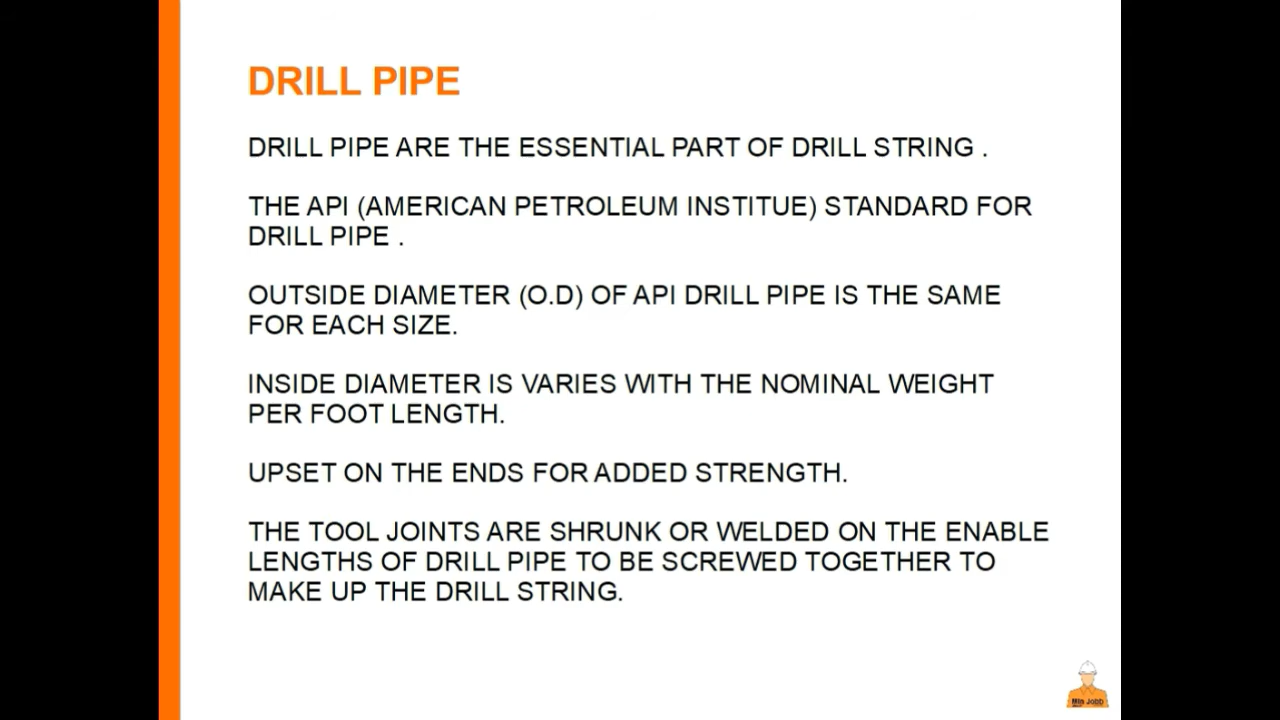 DRILL PIPE
DRILL PIPE ARE THE ESSENTIAL PART OF DRILL STRING .
THE API (AMERICAN PETROLEUM INSTITUE) STANDARD FOR
DRILL PIPE .
OUTSIDE DIAMETER (O.D) OF API DRILL PIPE IS THE SAME
FOR EACH SIZE.
INSIDE DIAMETER IS VARIES WITH THE NOMINAL WEIGHT
PER FOOT LENGTH.
UPSET ON THE ENDS FOR ADDED STRENGTH.
THE TOOL JOINTS ARE SHRUNK OR WELDED ON THE ENABLE
LENGTHS OF DRILL PIPE TO BE SCREWED TOGETHER TO
MAKE UP THE DRILL STRING.